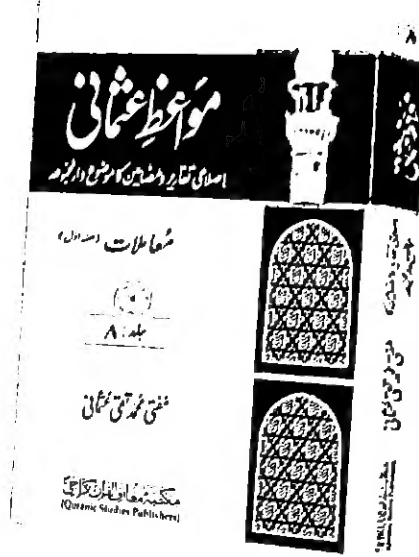 مواعظِ عثمانی
اصلاحی تقاریر و مضامین کا موضوع وار مجموعہ
معاملات (حصہ اول)
جلد: ۸
مفتی محمد تقی عثمانی
مکتبہ معارف القرآن کراچی
(Quranic Studies Publishers)
۸